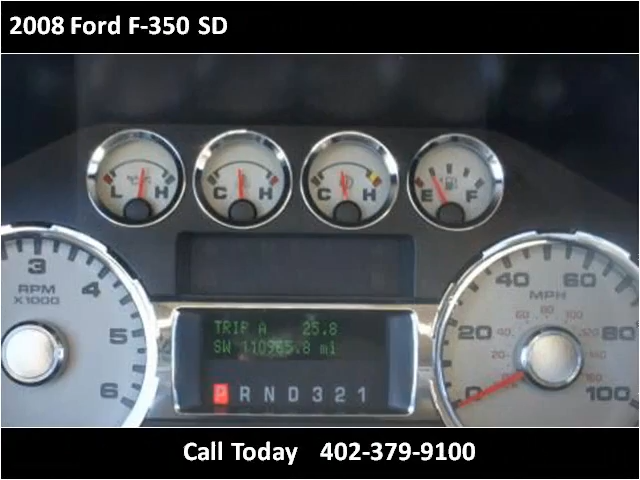 2008 Ford F-350 SD
L H
C H
C H
E F
3
4
5
6
RPM
X1000
TRIP A 25.8
SW 110965.8 mi
P R N D 3 2 1
0
20
40
60
80
100
MPH
Call Today 402-379-9100